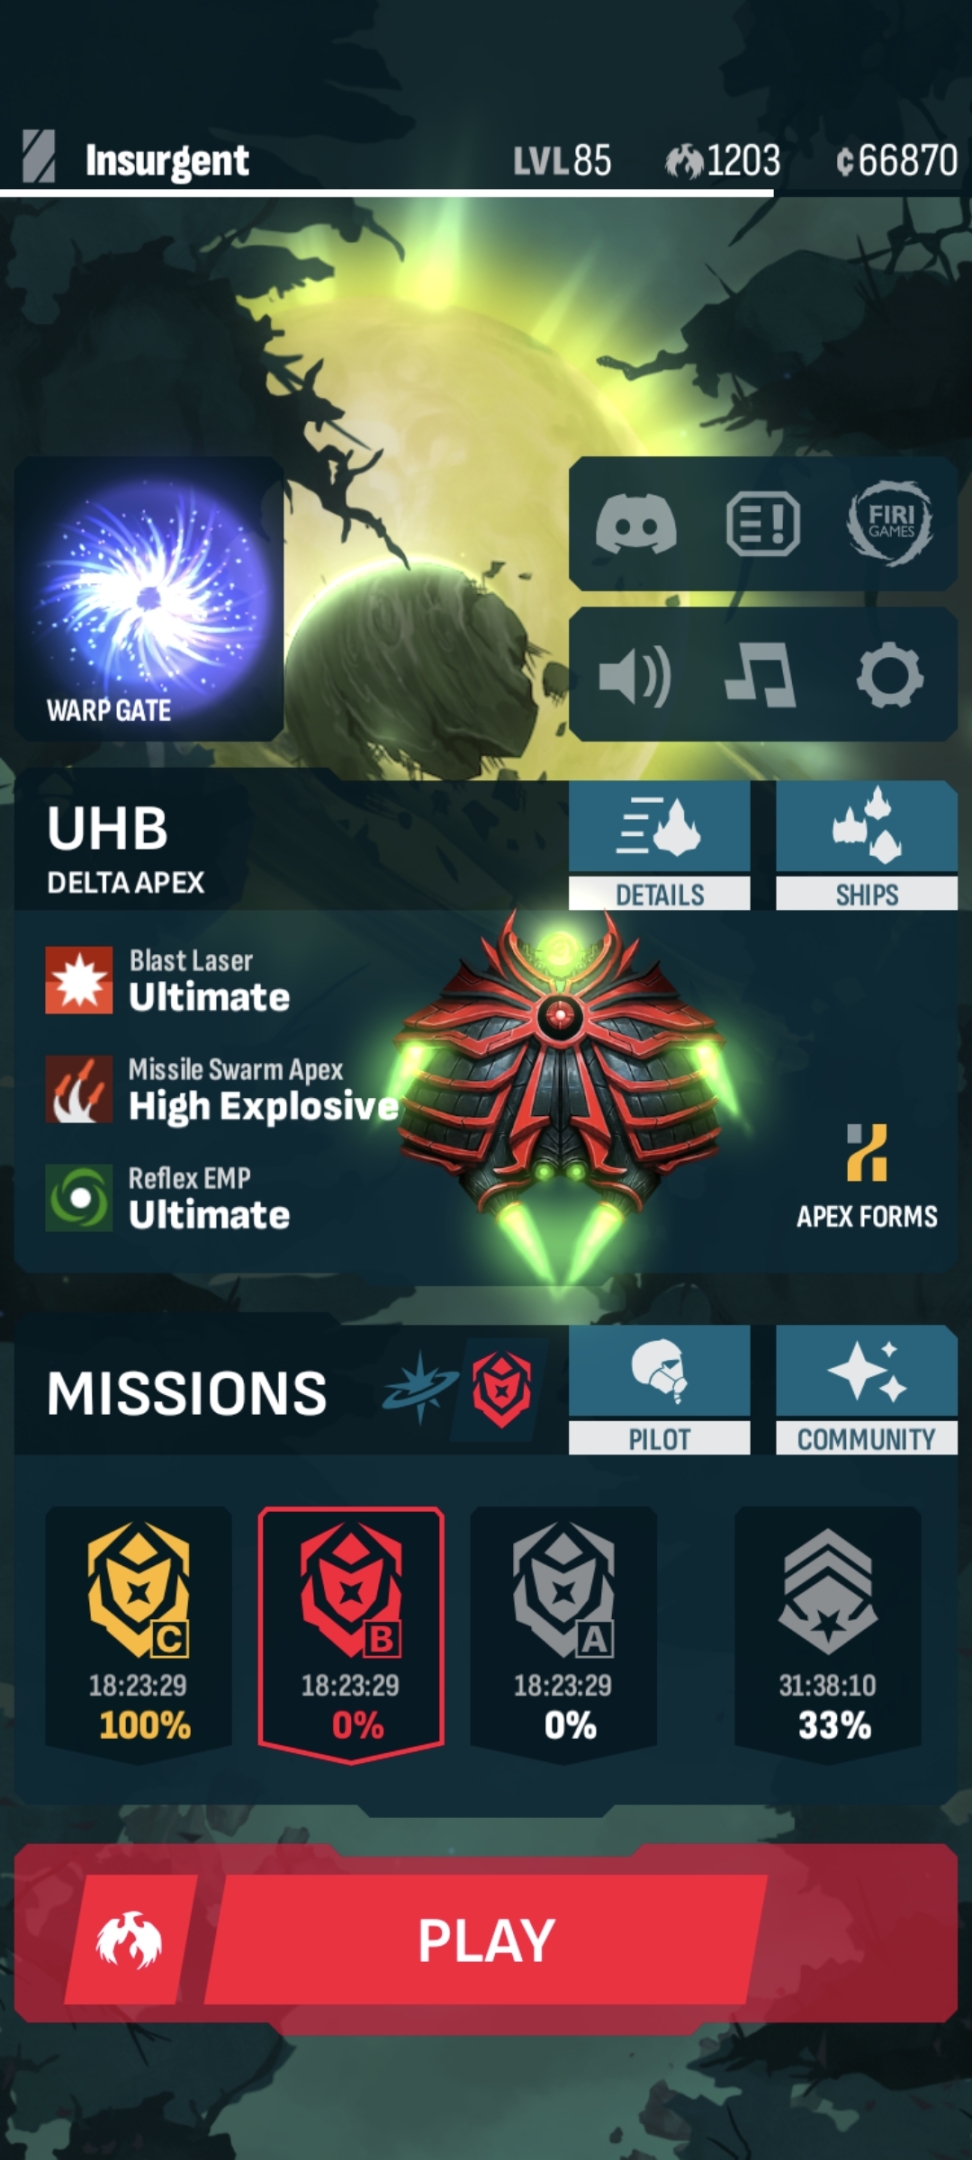 Insurgent LVL 85 1203 ¢66870
FIRI
GAMES
WARP GATE
UHB
DELTA APEX
DETAILS
SHIPS
Blast Laser
Ultimate
Missile Swarm Apex
High Explosive
Reflex EMP
Ultimate
APEX FORMS
MISSIONS
PILOT
COMMUNITY
C
B
A
18:23:29
18:23:29
18:23:29
31:38:10
100%
0%
0%
33%
PLAY